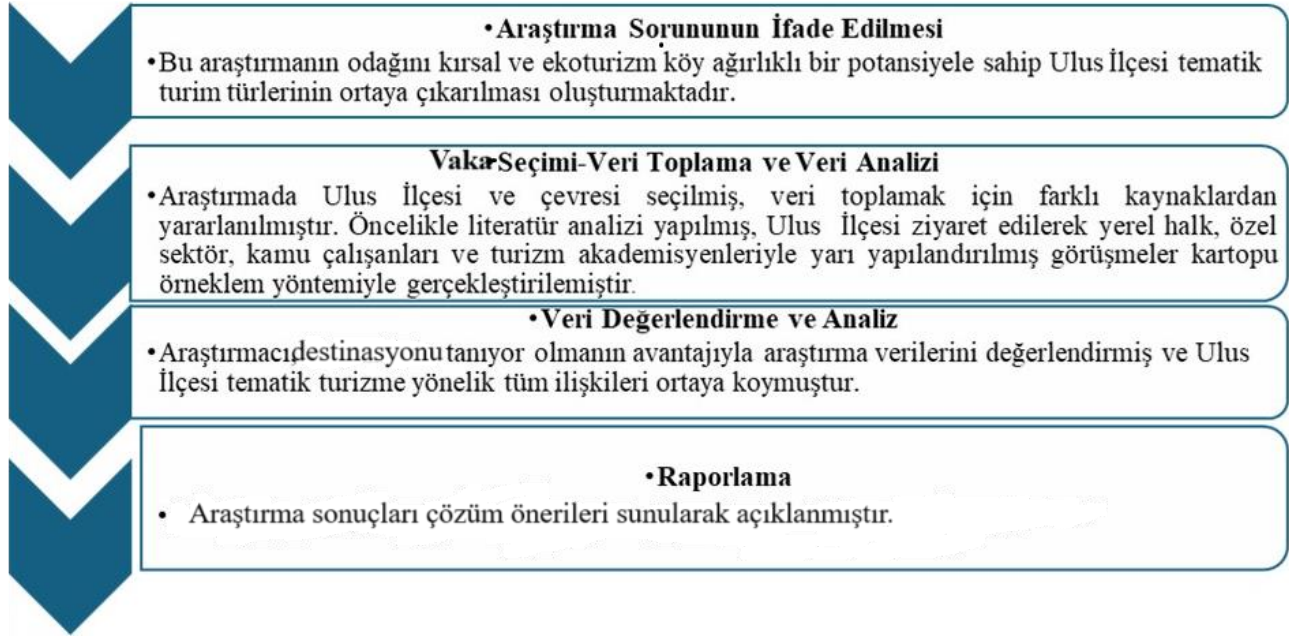 •Araştırma Sorununun İfade Edilmesi
•Bu araştırmanın odağını kırsal ve ekoturizm köy ağırlıklı bir potansiyele sahip Ulus İlçesi tematik
turim türlerinin ortaya çıkarılması oluşturmaktadır.
Vaka-Seçimi-Veri Toplama ve Veri Analizi
•Araştırmada Ulus İlçesi ve çevresi seçilmiş, veri toplamak için farklı kaynaklardan
yararlanılmıştır. Öncelikle literatür analizi yapılmış, Ulus İlçesi ziyaret edilerek yerel halk, özel
sektör, kamu çalışanları ve turizm akademisyenleriyle yarı yapılandırılmış görüşmeler kartopu
örneklem yöntemiyle gerçekleştirilemiştir.
•Veri Değerlendirme ve Analiz
•Araştırmacı,destinasyonu tanıyor olmanın avantajıyla araştırma verilerini değerlendirmiş ve Ulus
İlçesi tematik turizme yönelik tüm ilişkileri ortaya koymuştur.
•Raporlama
• Araştırma sonuçları çözüm önerileri sunularak açıklanmıştır.